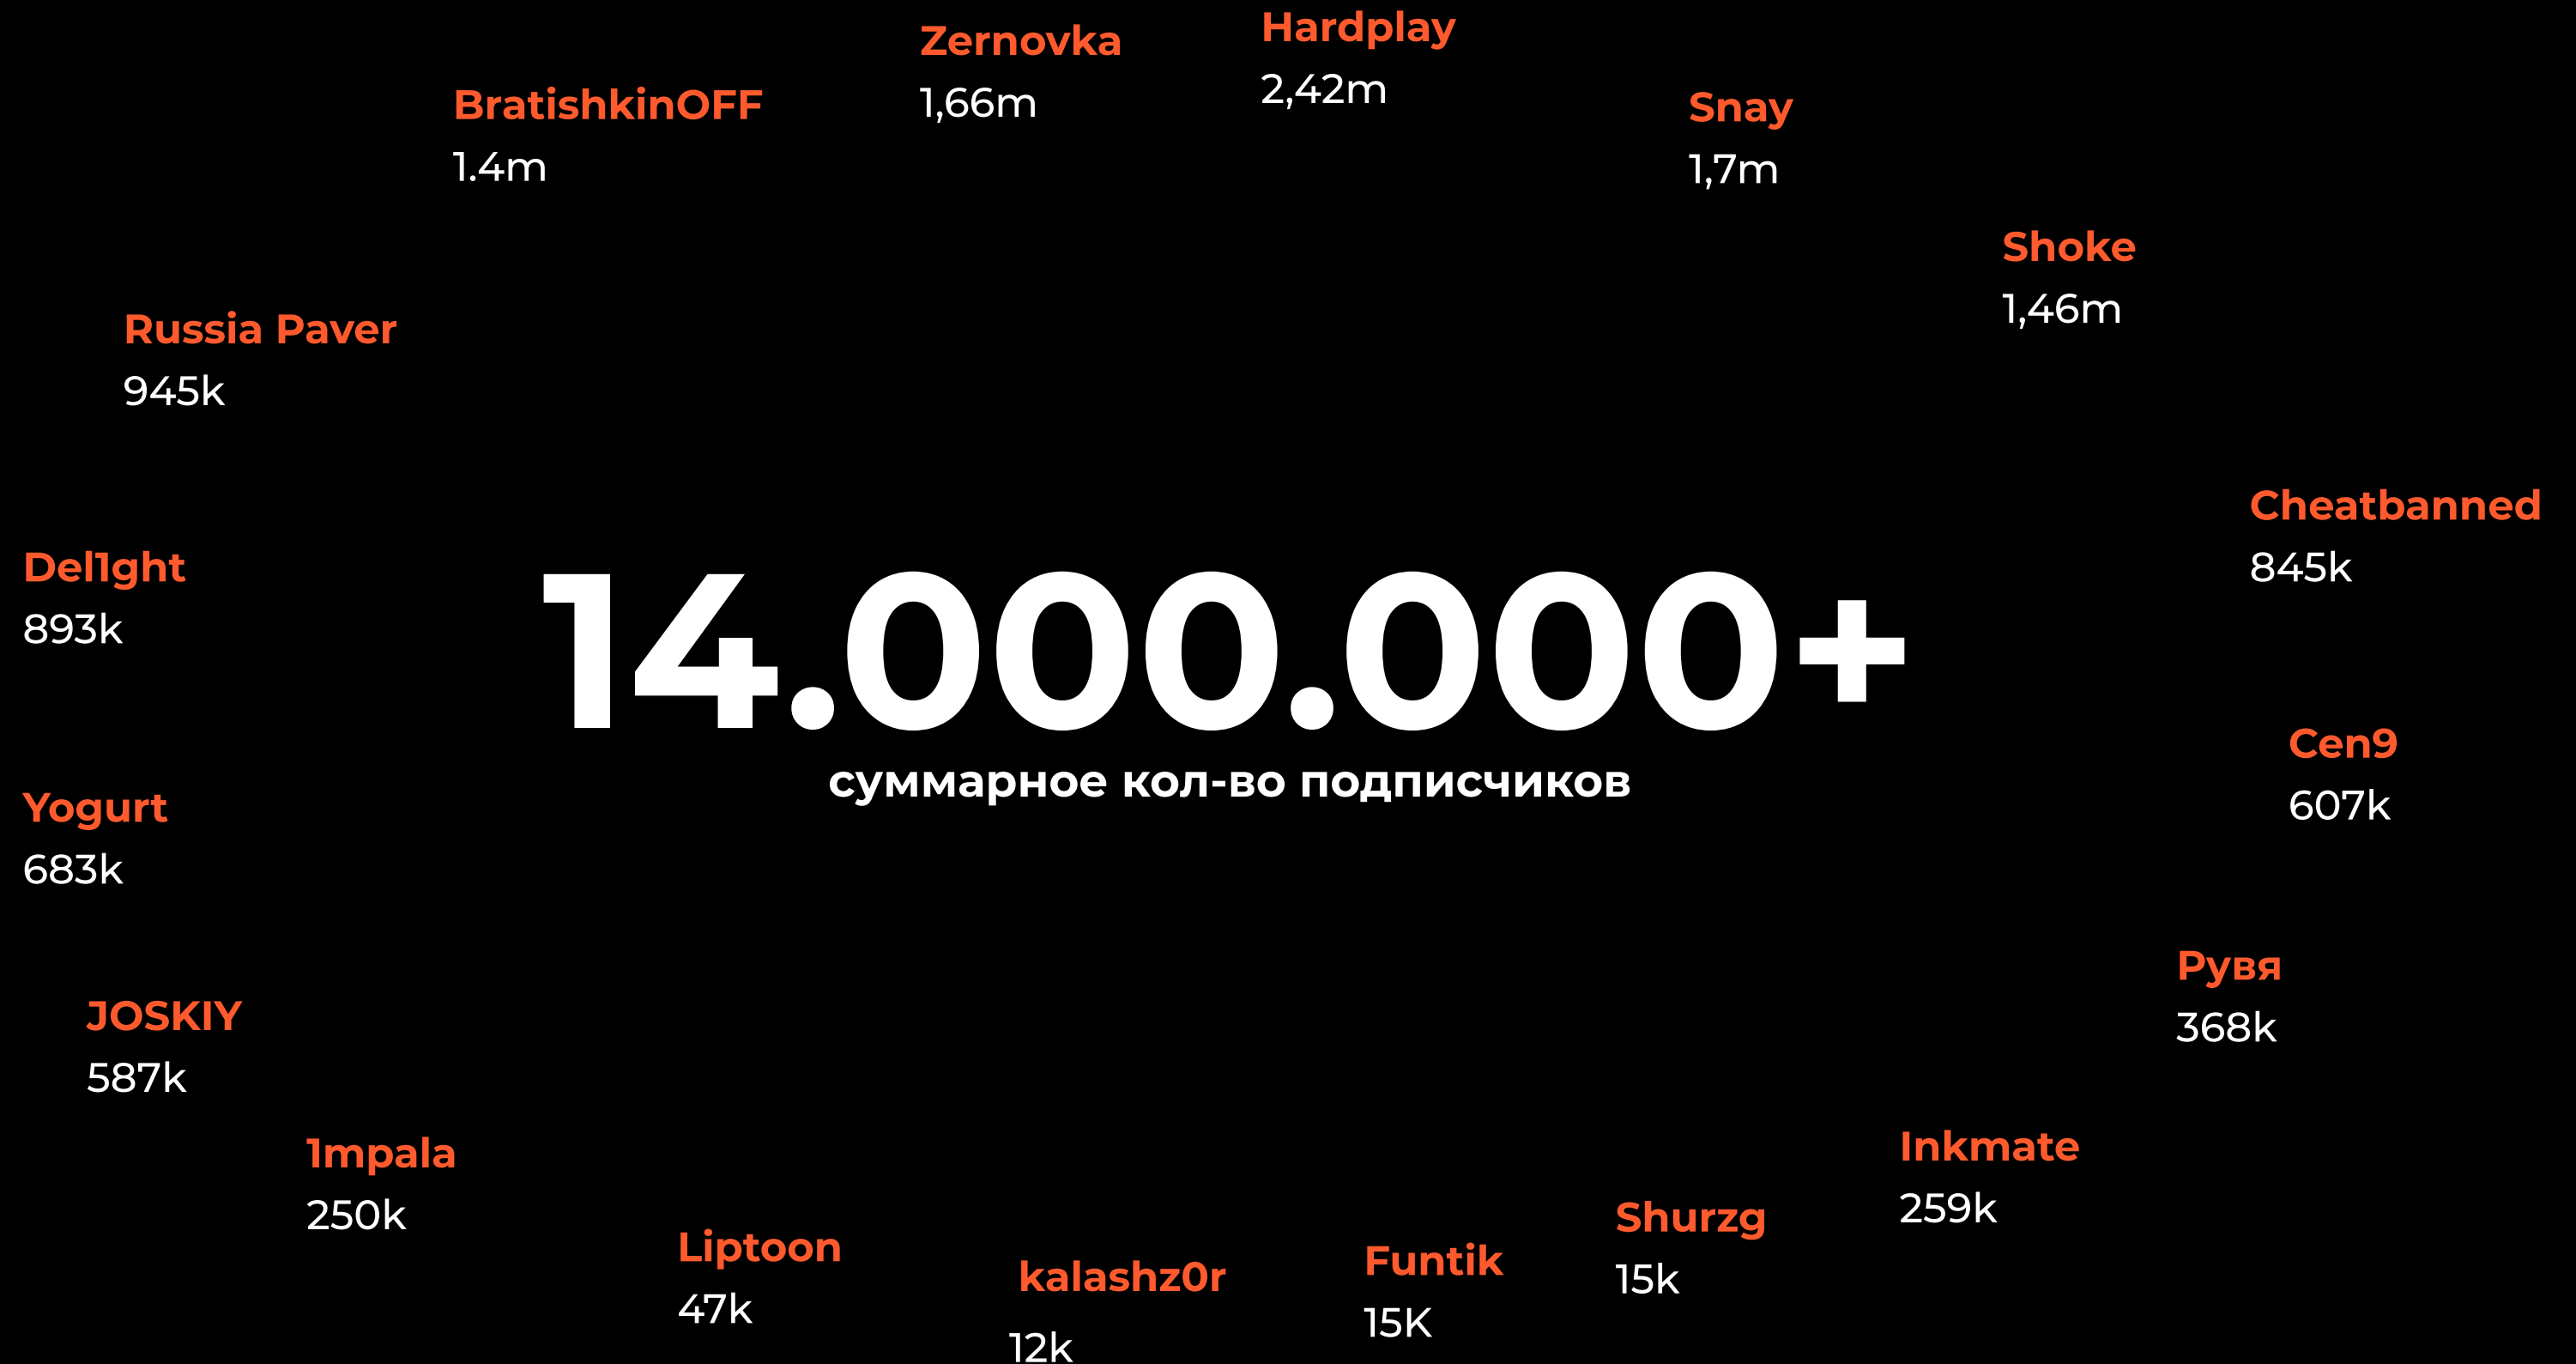 Hardplay
2,42m
Zernovka
1,66m
BratishkinOFF
1.4m
Snay
1,7m
Shoke
1,46m
Russia Paver
945k
Cheatbanned
845k
Del1ght
893k
14.000.000+
суммарное кол-во подписчиков
Cen9
607k
Yogurt
683k
Рувя
368k
JOSKIY
587k
1mpala
250k
Inkmate
259k
Shurzg
15k
Liptoon
47k
Funtik
15K
kalashz0r
12k